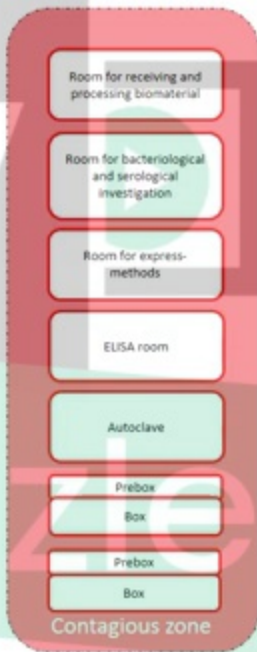 Room for receiving and
processing biomaterial
Room for bacteriological
and serological
investigation
Room for express-
methods
ELISA room
Autoclave
Prebox
Box
Prebox
Box
Contagious zone